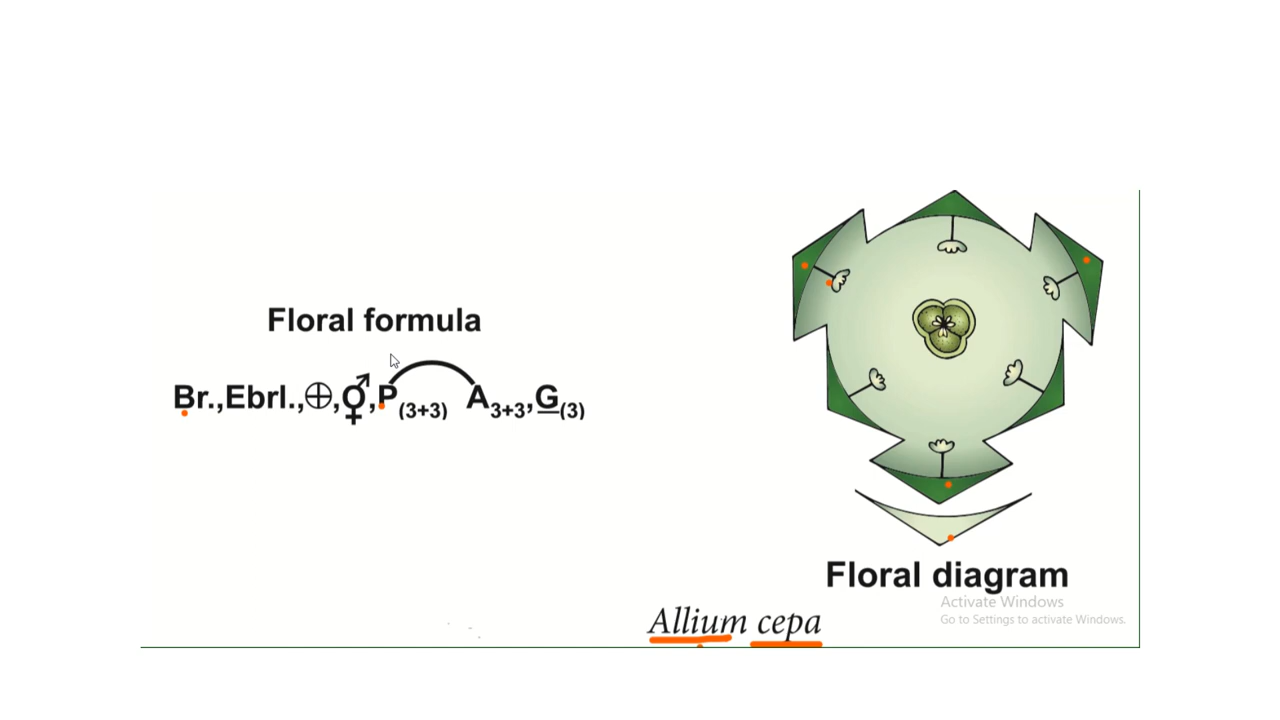 Floral formula
Br.,Ebrl.,⊕,⚥,P(3+3) A3+3,G(3)
Floral diagram
Activate Windows
Go to Settings to activate Windows.
Allium cepa